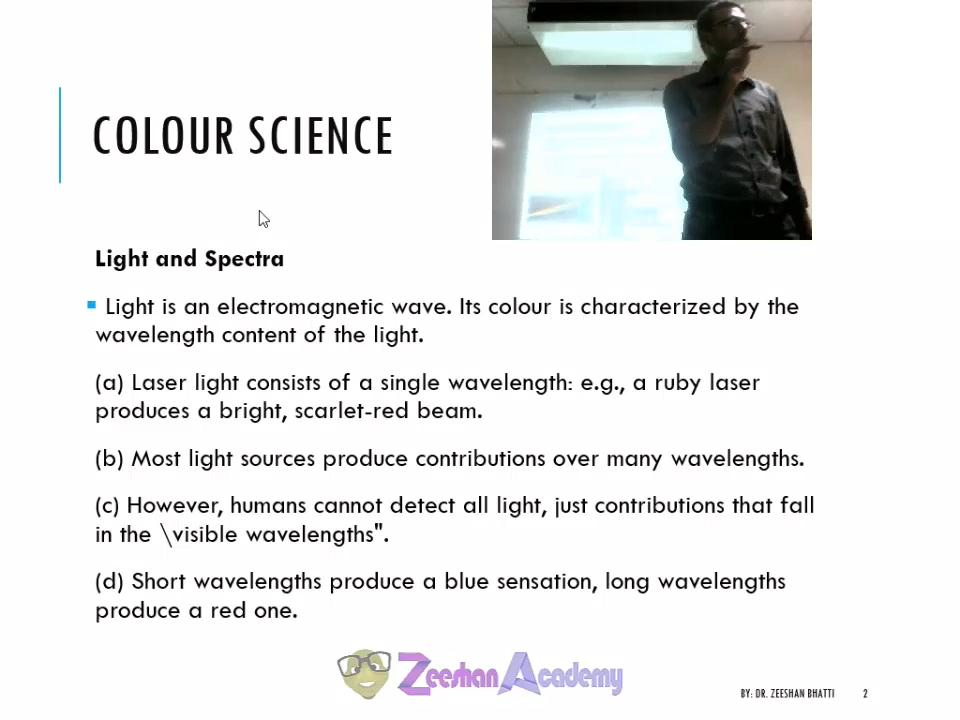 COLOUR SCIENCE
Light and Spectra
Light is an electromagnetic wave. Its colour is characterized by the
wavelength content of the light.
(a) Laser light consists of a single wavelength: e.g., a ruby laser
produces a bright, scarlet-red beam.
(b) Most light sources produce contributions over many wavelengths.
(c) However, humans cannot detect all light, just contributions that fall
in the \visible wavelengths".
(d) Short wavelengths produce a blue sensation, long wavelengths
produce a red one.
Zeeshan Academy
BY: DR. ZEESHAN BHATTI 2